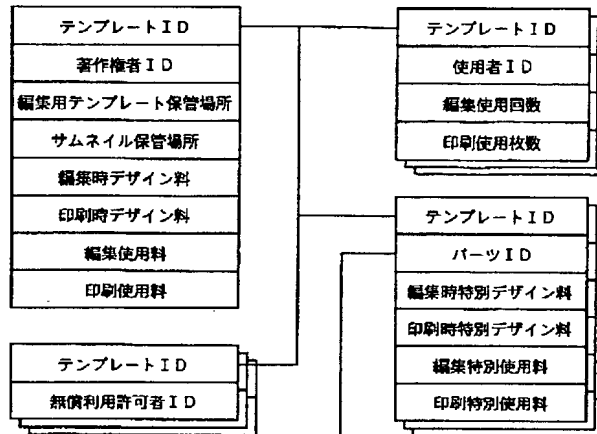 テンプレートID
著作権者ID
編集用テンプレート保管場所
サムネイル保管場所
編集時デザイン料
印刷時デザイン料
編集使用料
印刷使用料
テンプレートID
無償利用許可者ID
テンプレートID
使用者ID
編集使用回数
印刷使用枚数
テンプレートID
パーツID
編集時特別デザイン料
印刷時特別デザイン料
編集特別使用料
印刷特別使用料